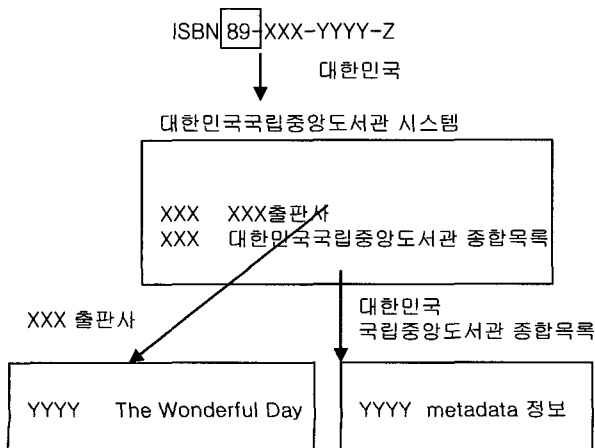 ISBN 89-XXX-YYYY-Z
대한민국
대한민국국립중앙도서관 시스템
XXX XXX출판사
XXX 대한민국국립중앙도서관 종합목록
XXX 출판사
대한민국
국립중앙도서관 종합목록
YYYY The Wonderful Day
YYYY metadata 정보